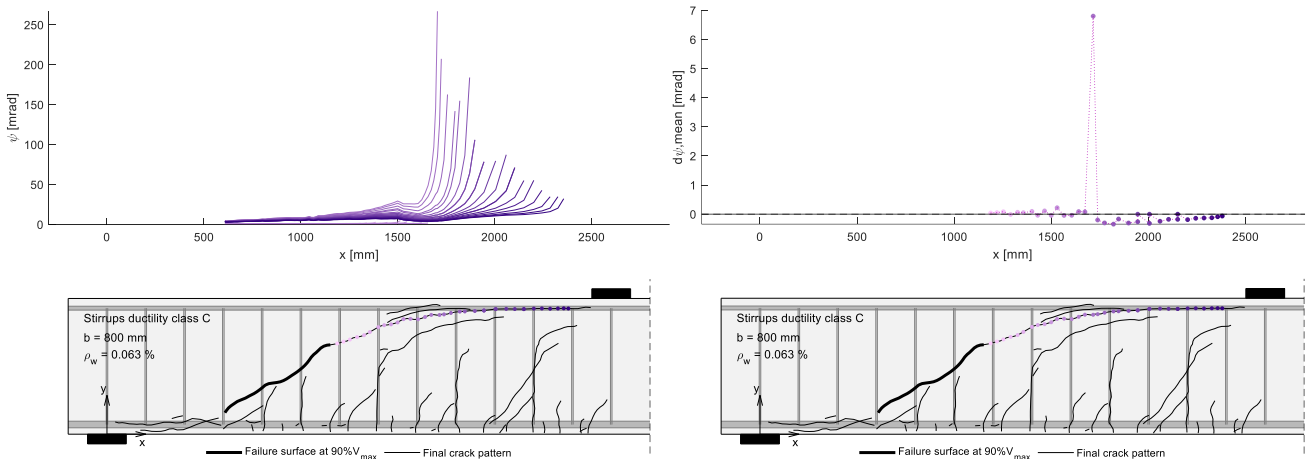 250
200
150
100
50
0
ψ [mrad]
0 500 1000 1500 2000 2500
x [mm]
7
6
5
4
3
2
1
0
dψ,mean [mrad]
0 500 1000 1500 2000 2500
x [mm]
Stirrups ductility class C
b = 800 mm
ρw = 0.063 %
y
x
Failure surface at 90%Vmax Final crack pattern
Stirrups ductility class C
b = 800 mm
ρw = 0.063 %
y
x
Failure surface at 90%Vmax Final crack pattern